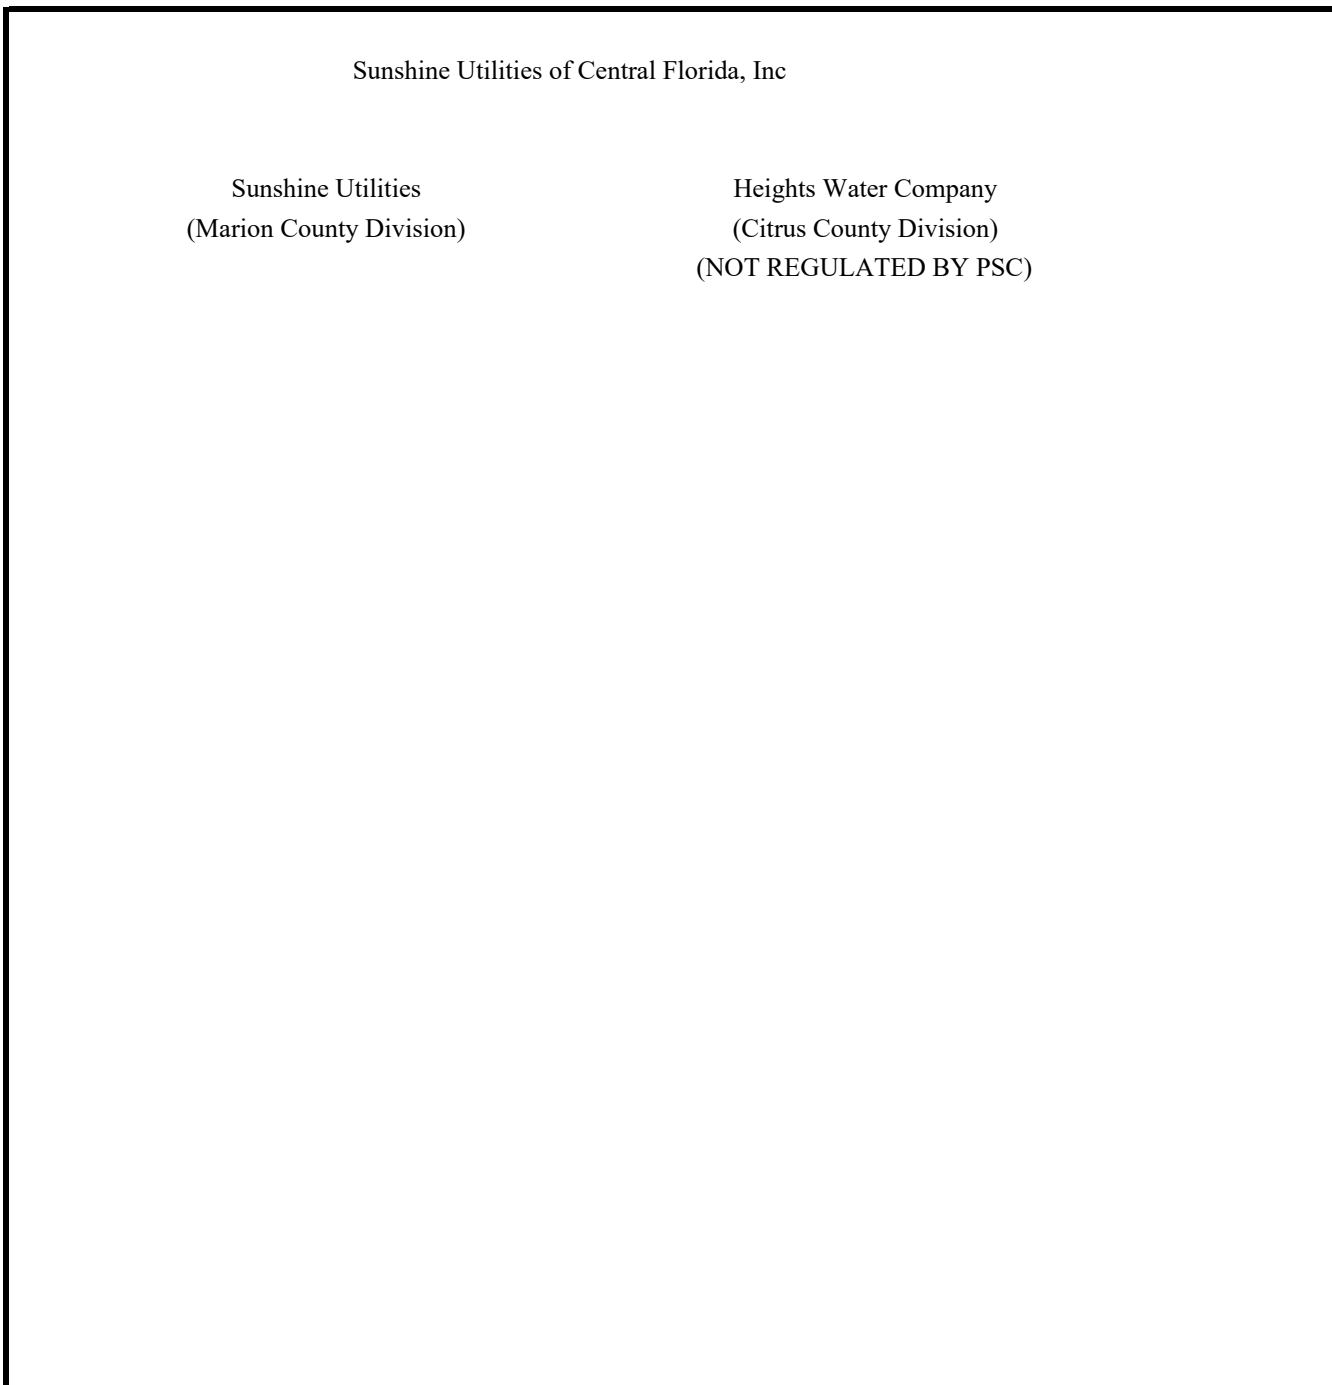 Sunshine Utilities of Central Florida, Inc
Sunshine Utilities
(Marion County Division)
Heights Water Company
(Citrus County Division)
(NOT REGULATED BY PSC)